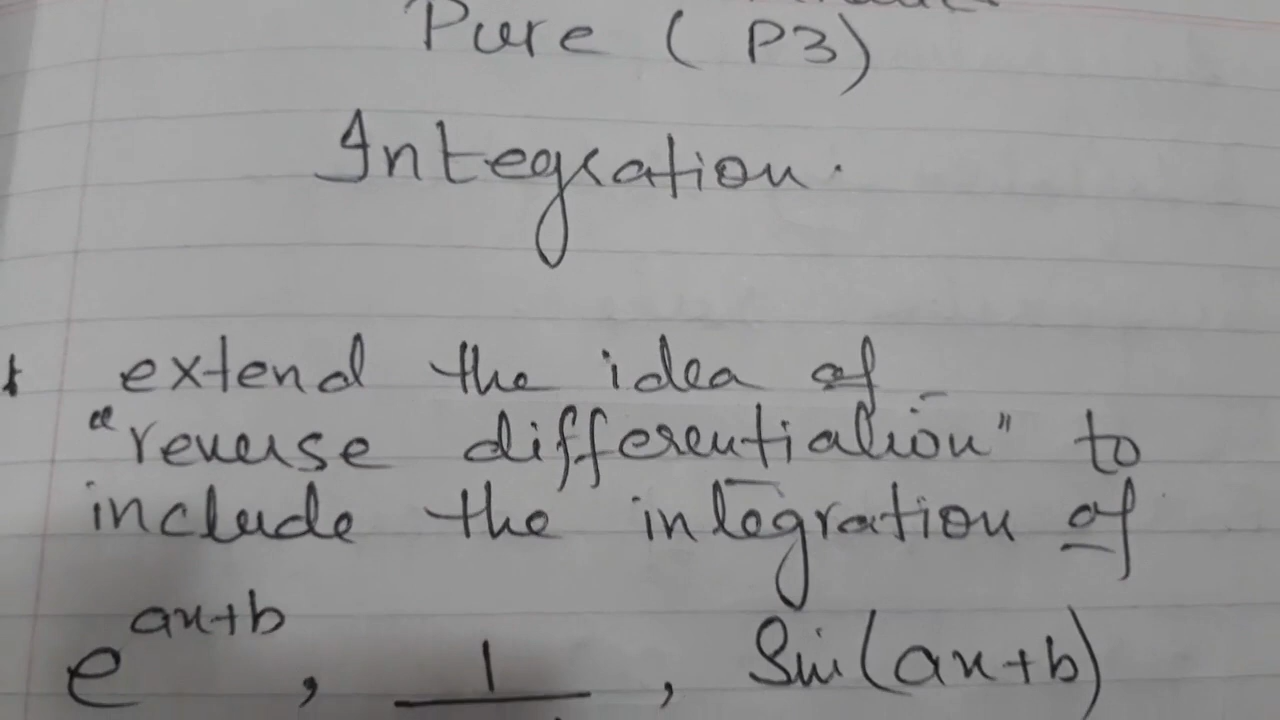 Pure ( P3)
Integration.
extend the idea of
"reverse differentiation" to
include the integration of
e^{ax+b} , 1/ , Sin(ax+b)